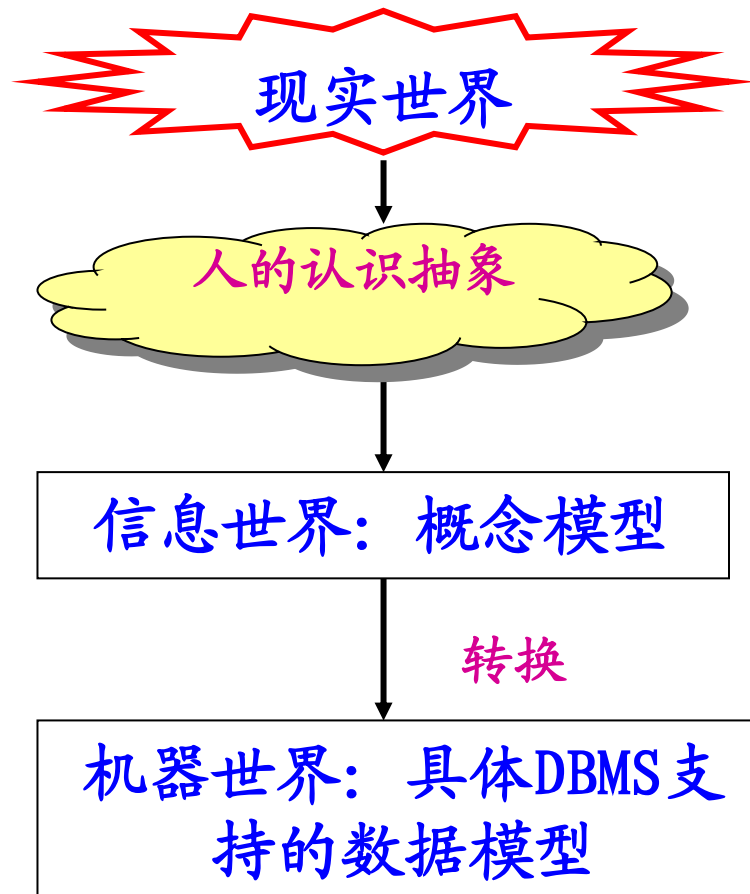 现实世界
人的认识抽象
信息世界：概念模型
转换
机器世界：具体DBMS支
持的数据模型